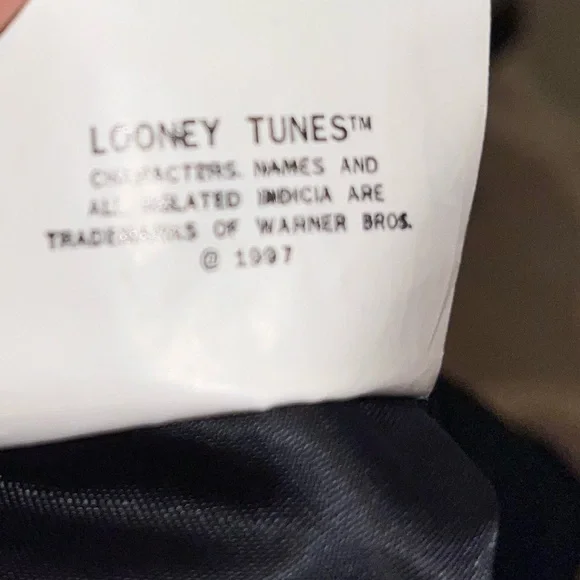 LOONEY TUNES™
CHARACTERS, NAMES AND
ALL RELATED INDICIA ARE
TRADEMARKS OF WARNER BROS.
© 1997